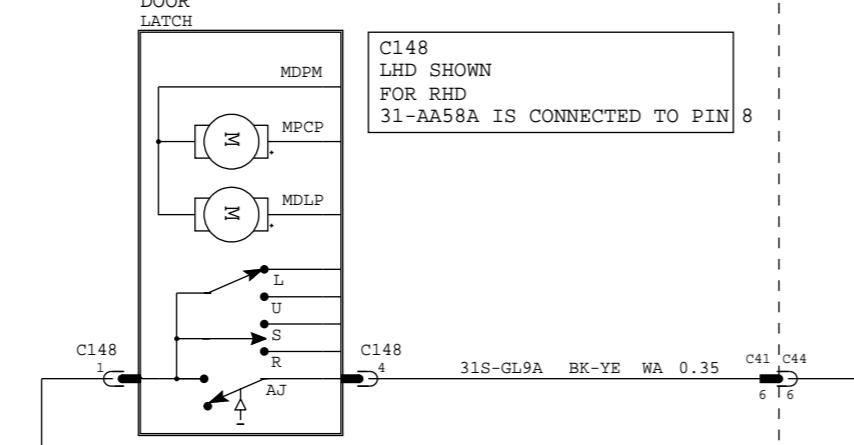 DOOR
LATCH
C148
LHD SHOWN
FOR RHD
31-AA58A IS CONNECTED TO PIN 8
MDPM
MPCP
M
MDLP
M
L
U
S
R
AJ
C148
1
C148
4
31S-GL9A BK-YE WA 0.35
C41 C44
6 6